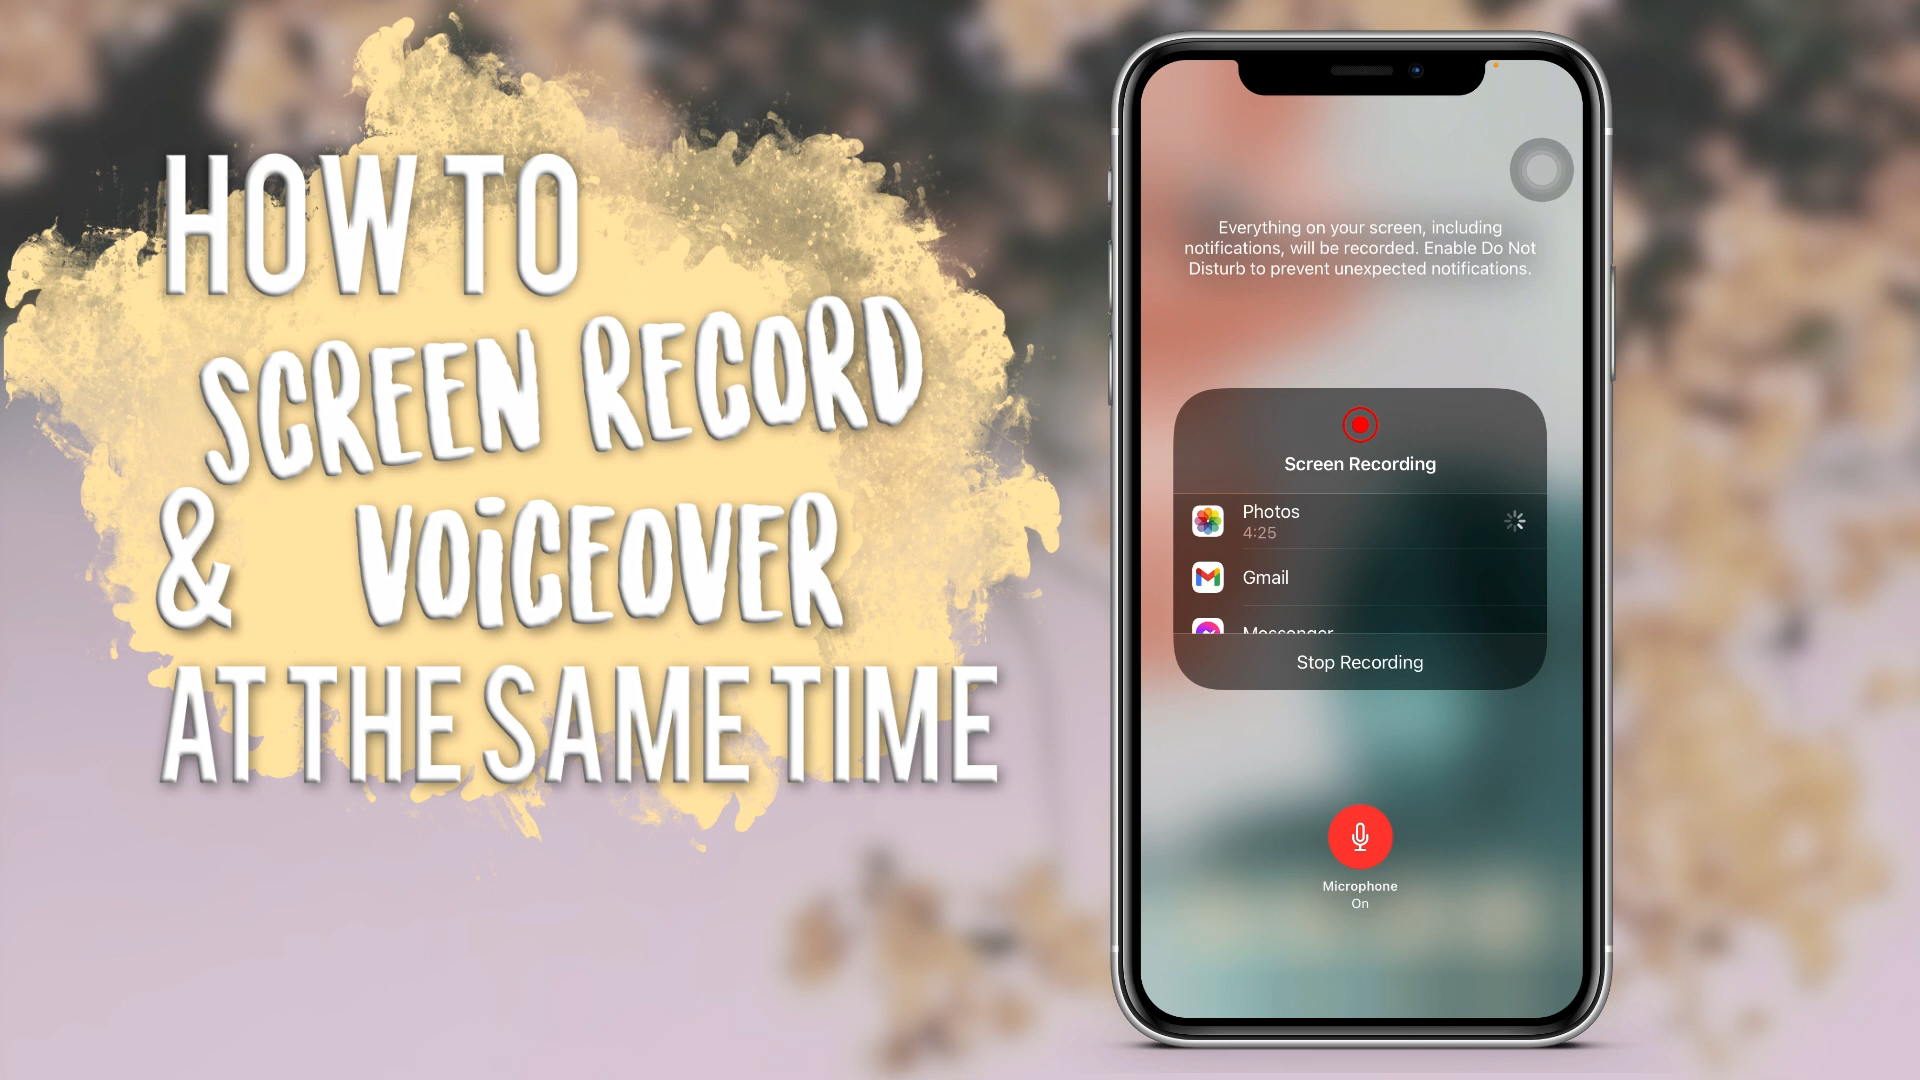 HOW TO
SCREEN RECORD
& VOiCEOVER
AT THE SAME TIME
Everything on your screen, including
notifications, will be recorded. Enable Do Not
Disturb to prevent unexpected notifications.
Screen Recording
Photos
4:25
Gmail
Messenger
Stop Recording
Microphone
On